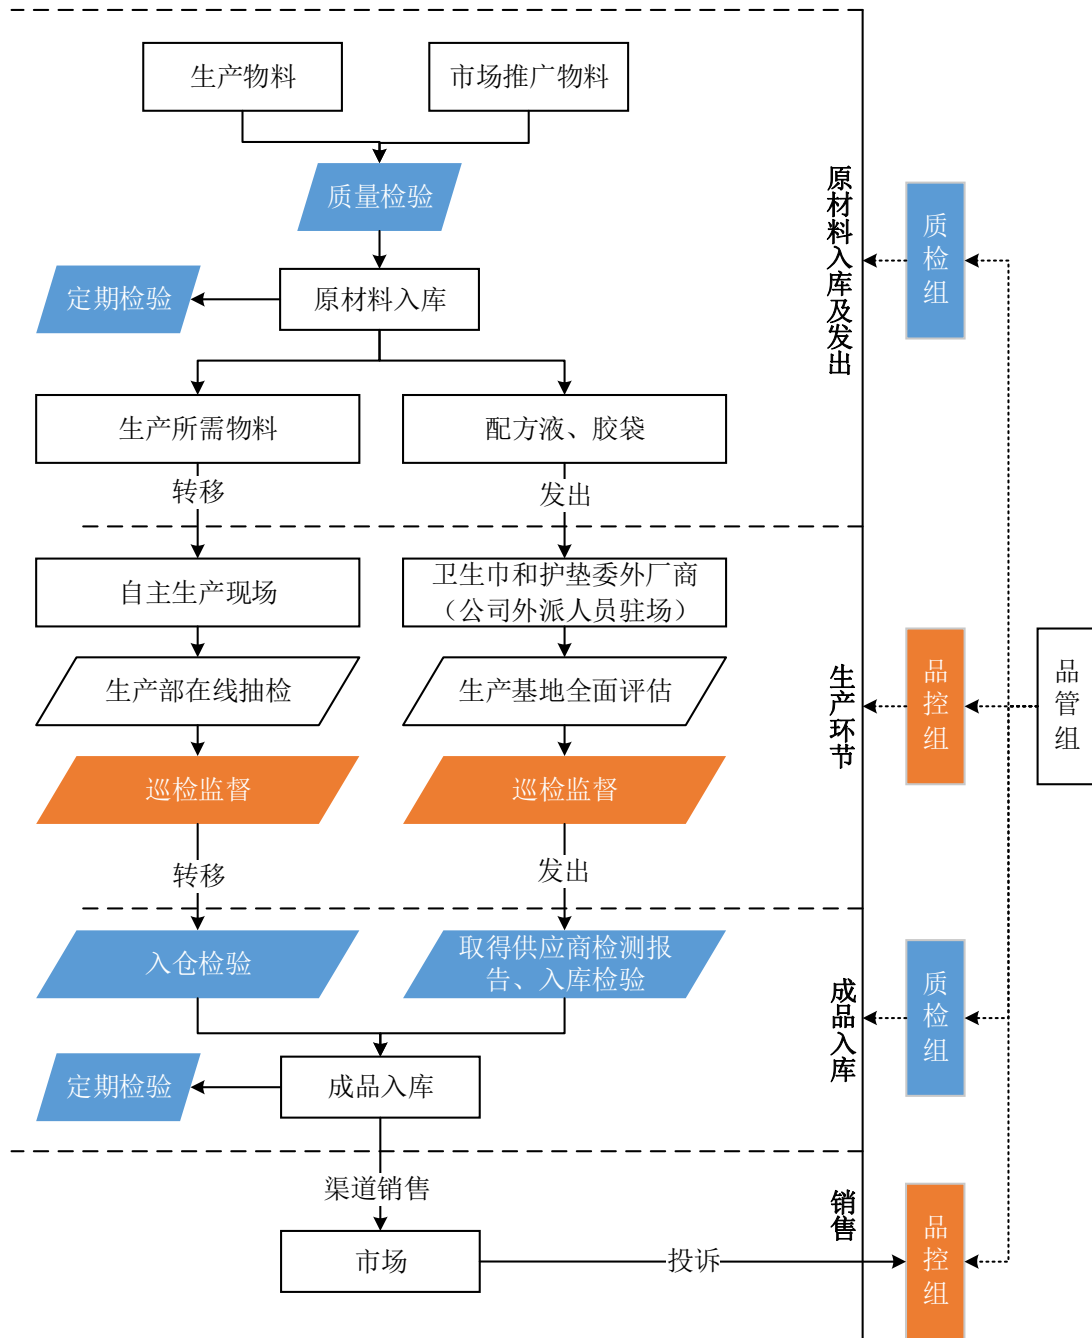 生产物料
市场推广物料
质量检验
定期检验
原材料入库
生产所需物料
配方液、胶袋
转移
发出
原材料入库及发出
质检组
自主生产现场
卫生巾和护垫委外厂商
（公司外派人员驻场）
生产部在线抽检
生产基地全面评估
巡检监督
巡检监督
转移
发出
生产环节
品控组
品管组
入仓检验
取得供应商检测报
告、入库检验
定期检验
成品入库
成品入库
质检组
渠道销售
市场
投诉
销售
品控组